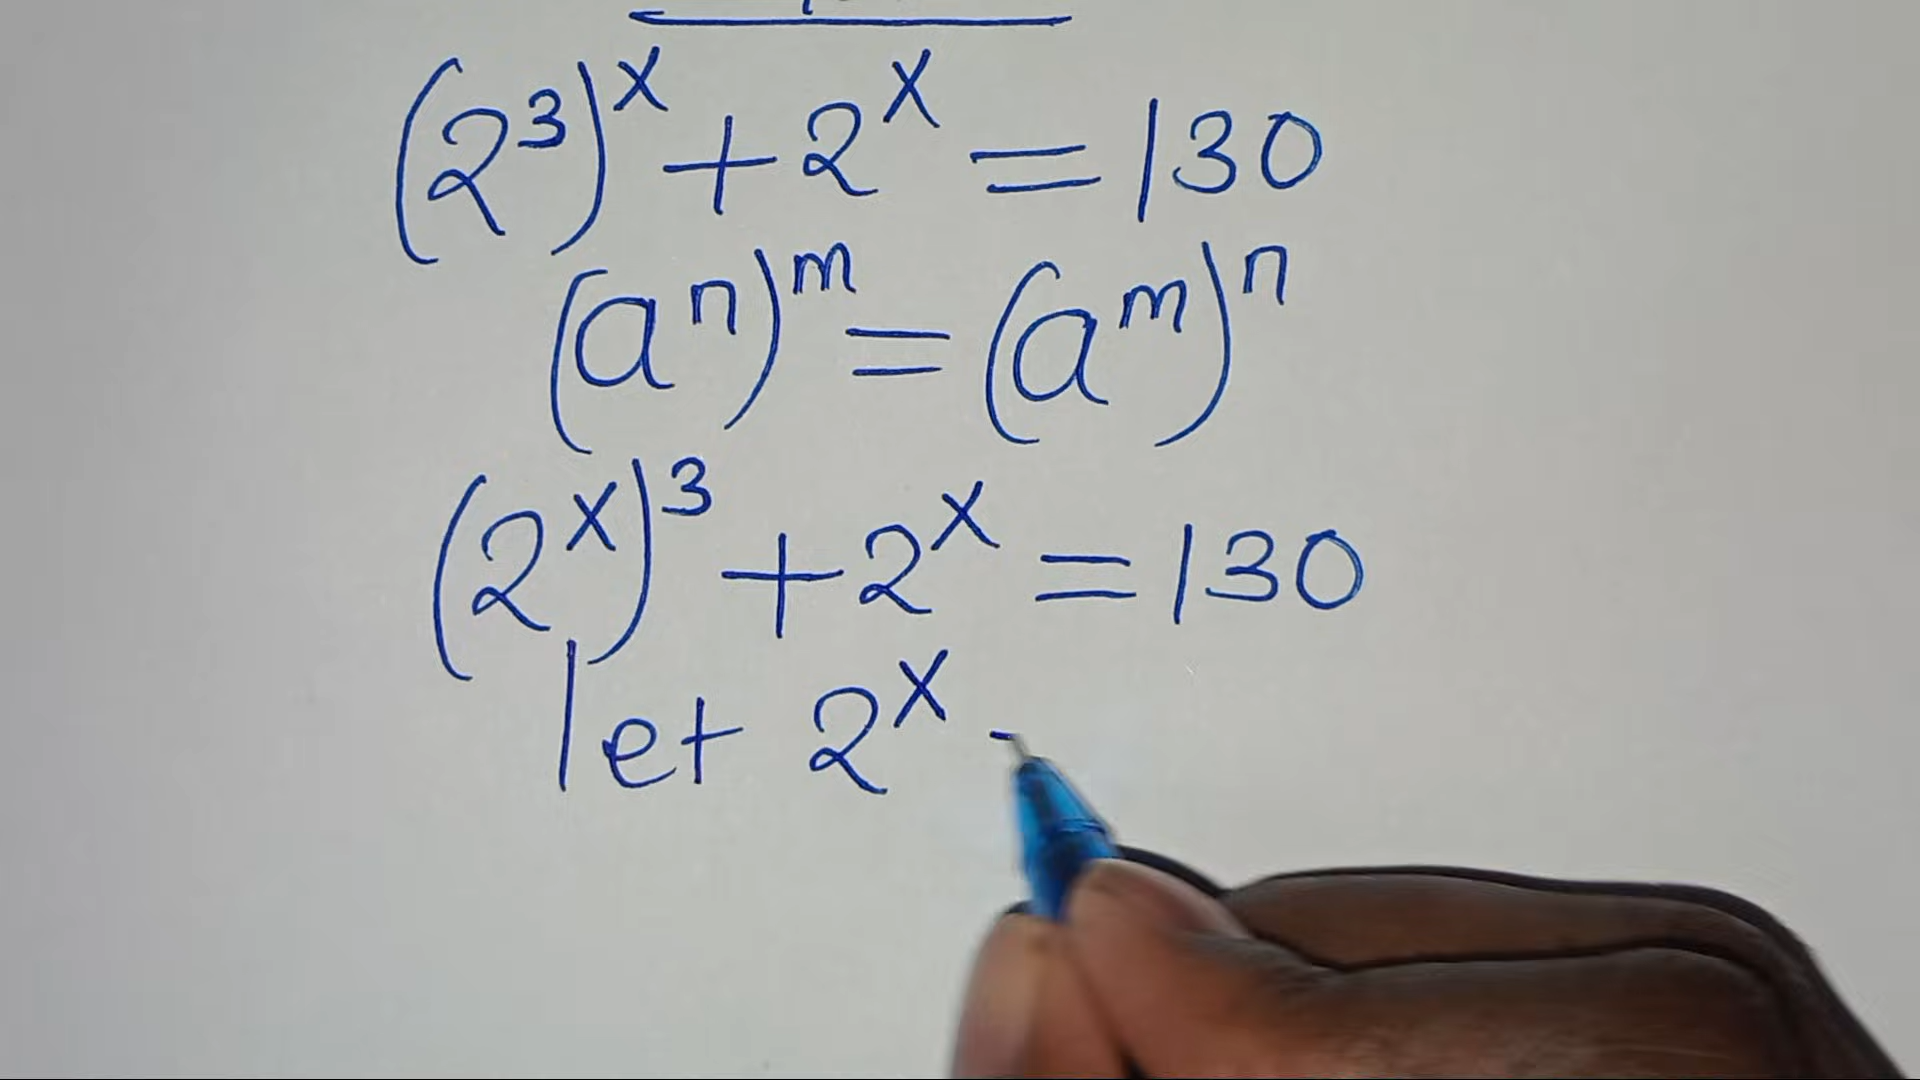 (2³)ˣ + 2ˣ = 130
(aⁿ)ᵐ = (aᵐ)ⁿ
(2ˣ)³ + 2ˣ = 130
let 2ˣ -